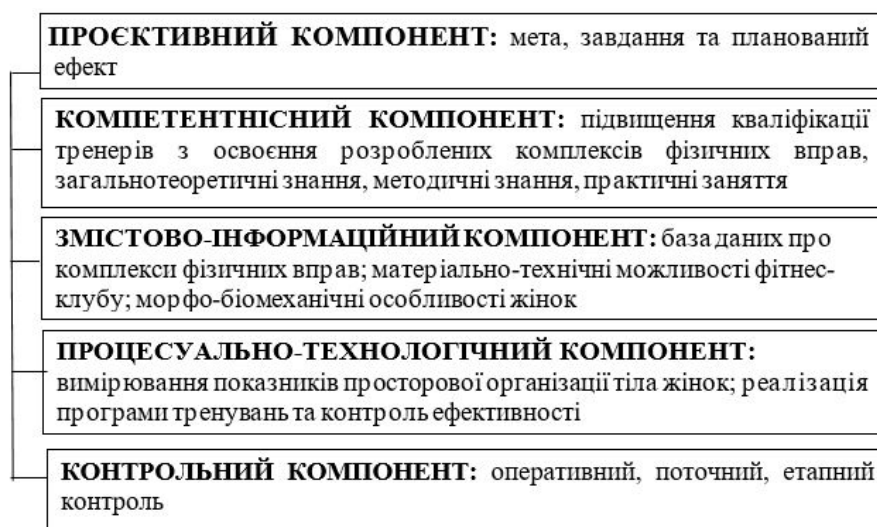 ПРОЄКТИВНИЙ КОМПОНЕНТ: мета, завдання та планований
ефект
КОМПЕТЕНТНІСНИЙ КОМПОНЕНТ: підвищення кваліфікації
тренерів з освоєння розроблених комплексів фізичних вправ,
загальнотеоретичні знання, методичні знання, практичні заняття
ЗМІСТОВО-ІНФОРМАЦІЙНИЙ КОМПОНЕНТ: база даних про
комплекси фізичних вправ; матеріально-технічні можливості фітнес-
клубу; морфо-біомеханічні особливості жінок
ПРОЦЕСУАЛЬНО-ТЕХНОЛОГІЧНИЙ КОМПОНЕНТ:
вимірювання показників просторової організації тіла жінок; реалізація
програми тренувань та контроль ефективності
КОНТРОЛЬНИЙ КОМПОНЕНТ: оперативний, поточний, етапний
контроль